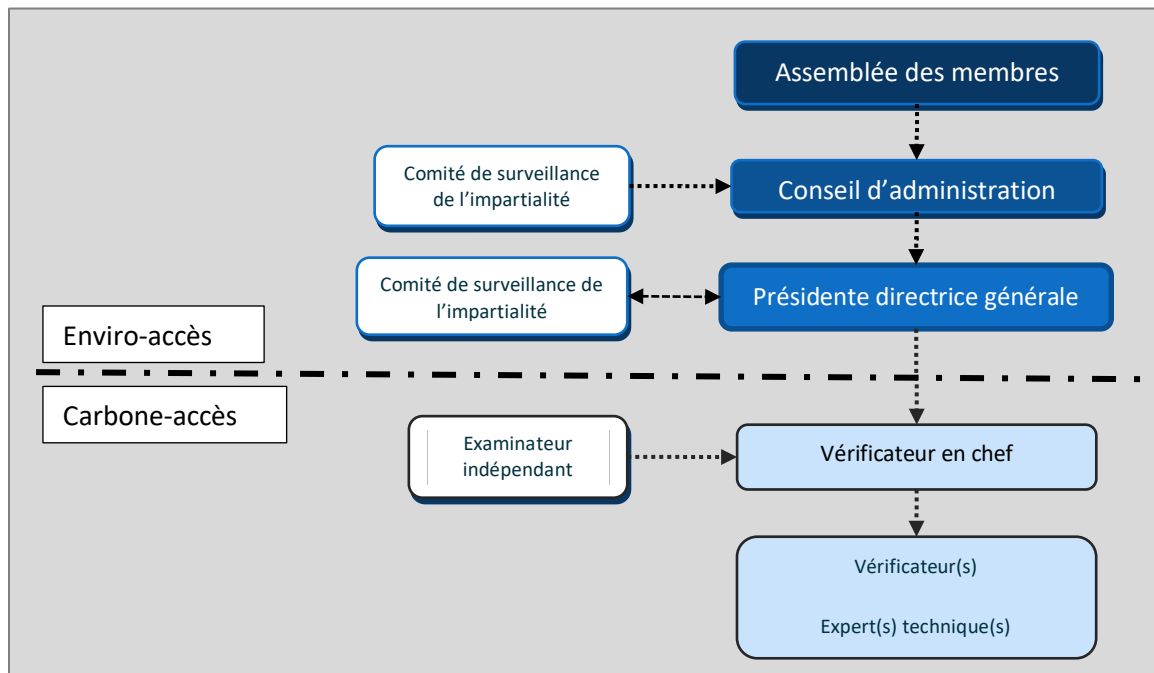 Assemblée des membres
Comité de surveillance
de l’impartialité
Conseil d’administration
Comité de surveillance de
l’impartialité
Présidente directrice générale
Enviro-accès
Carbone-accès
Examinateur
indépendant
Vérificateur en chef
Vérificateur(s)
Expert(s) technique(s)